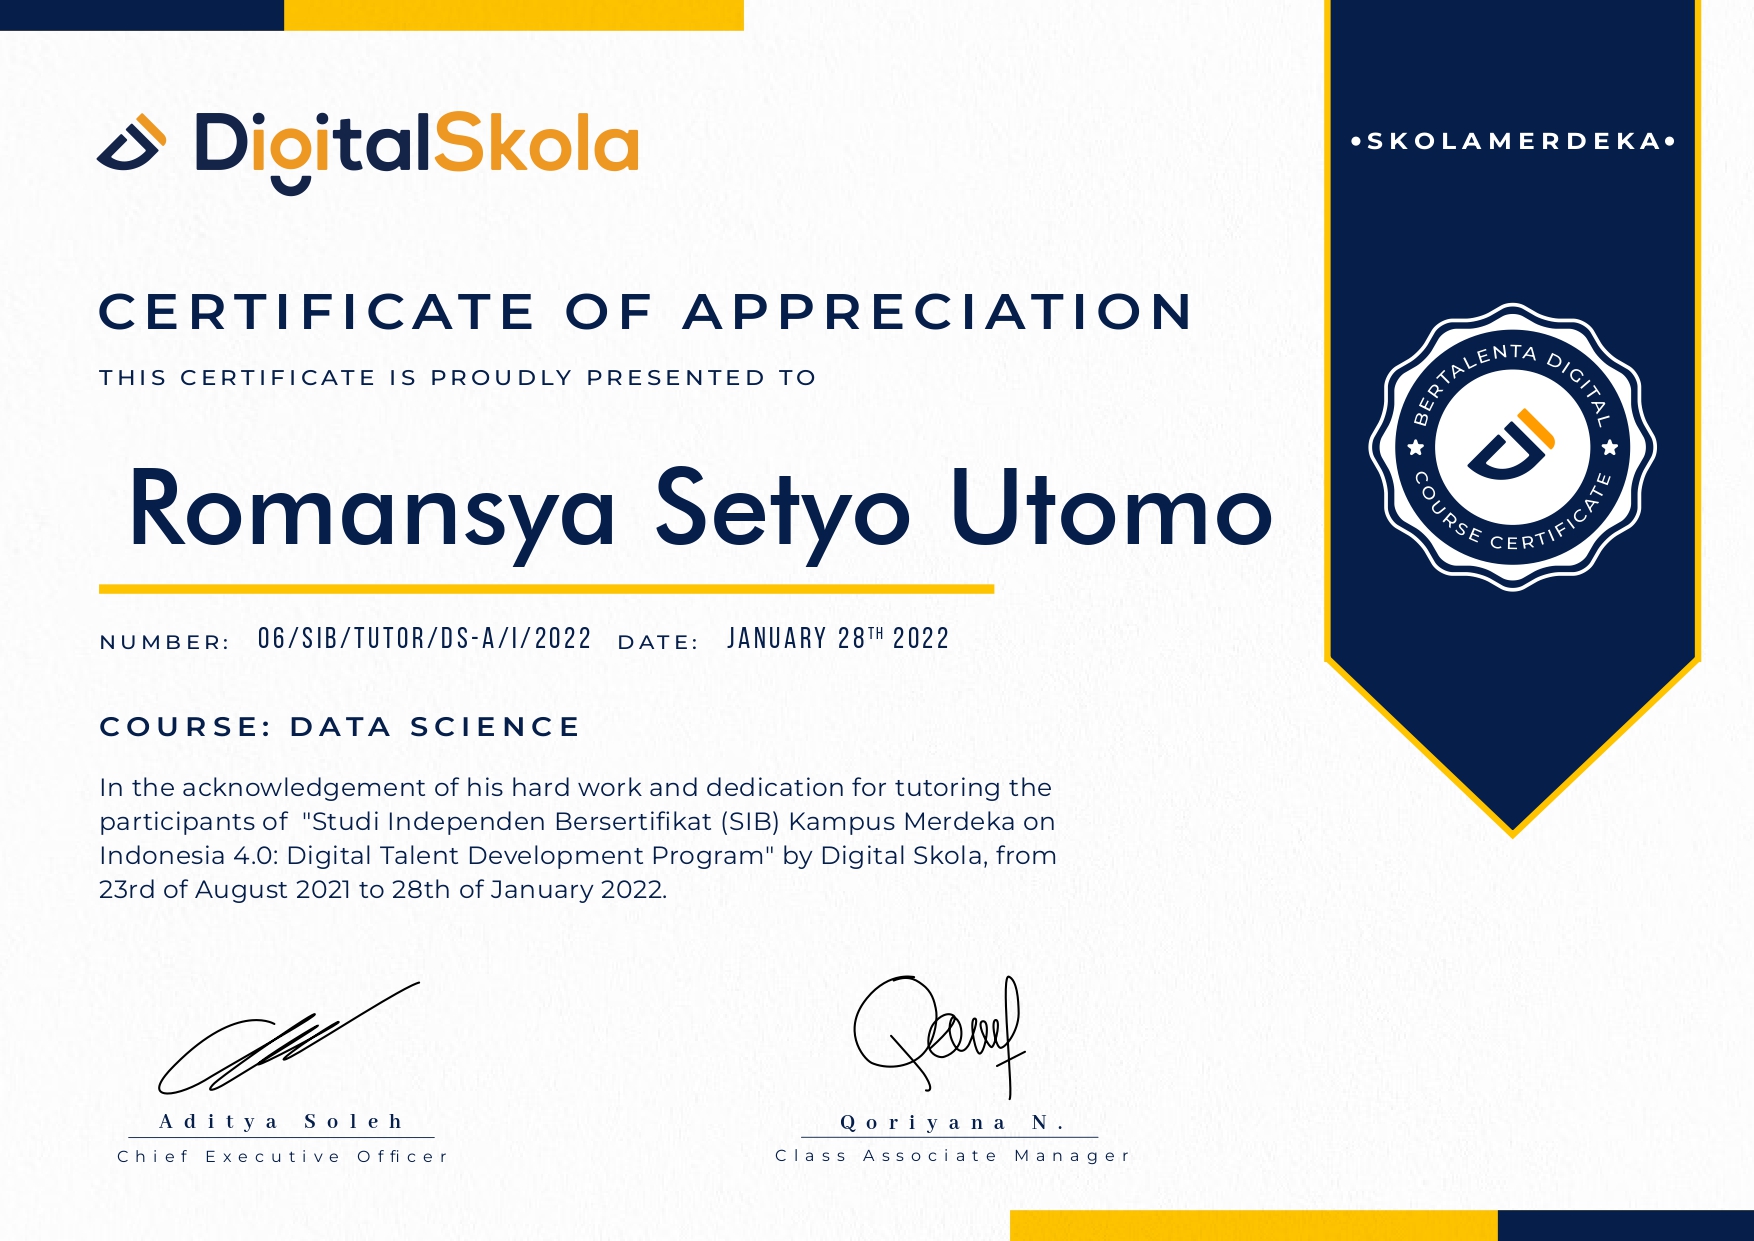 DigitalSkola
•SKOLAMERDEKA•
CERTIFICATE OF APPRECIATION
THIS CERTIFICATE IS PROUDLY PRESENTED TO
BERTALENTA DIGITAL
COURSE CERTIFICATE
Romansya Setyo Utomo
NUMBER: 06/SIB/TUTOR/DS-A/I/2022 DATE: JANUARY 28TH 2022
COURSE: DATA SCIENCE
In the acknowledgement of his hard work and dedication for tutoring the
participants of "Studi Independen Bersertifikat (SIB) Kampus Merdeka on
Indonesia 4.0: Digital Talent Development Program" by Digital Skola, from
23rd of August 2021 to 28th of January 2022.
Aditya Soleh
Chief Executive Officer
Qoriyana N.
Class Associate Manager